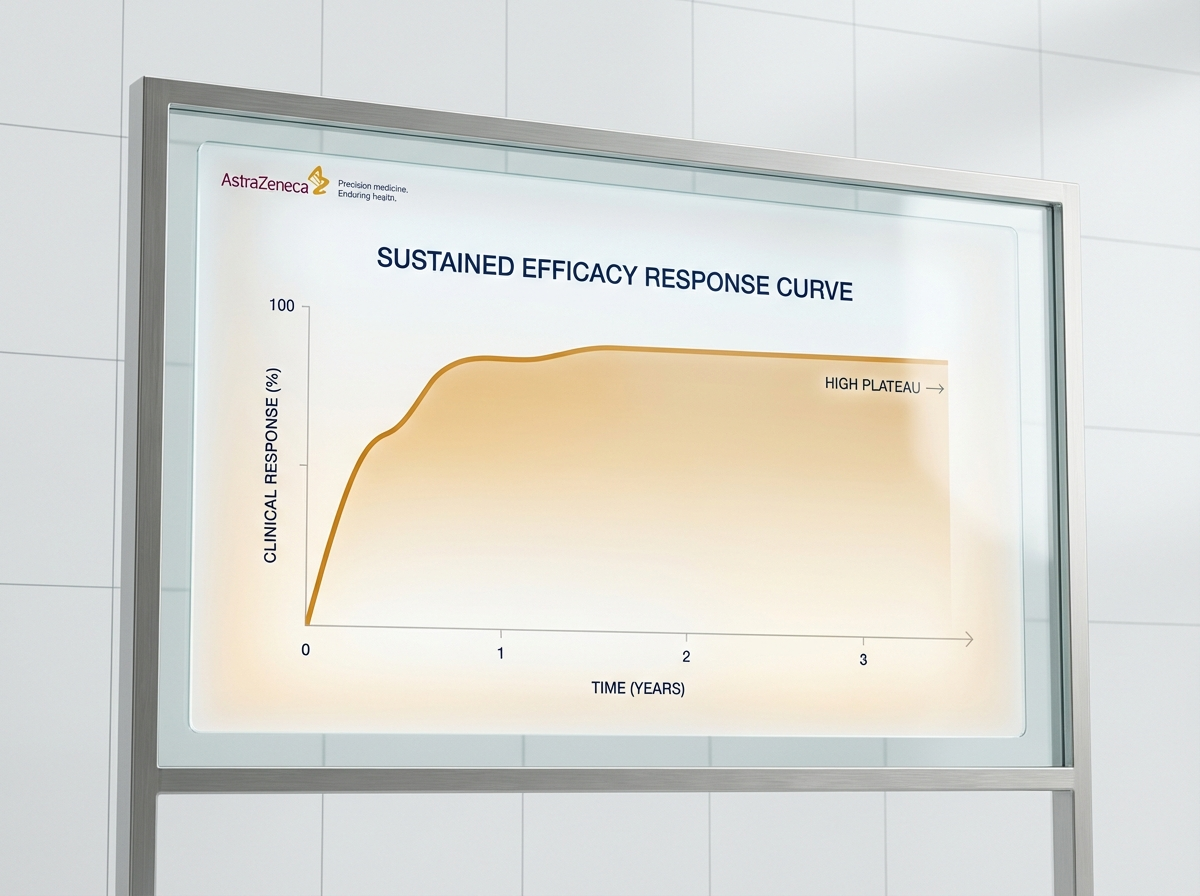 AstraZeneca
Precision medicine.
Enduring health.
SUSTAINED EFFICACY RESPONSE CURVE
100
CLINICAL RESPONSE (%)
HIGH PLATEAU →
0
1
2
3
TIME (YEARS)